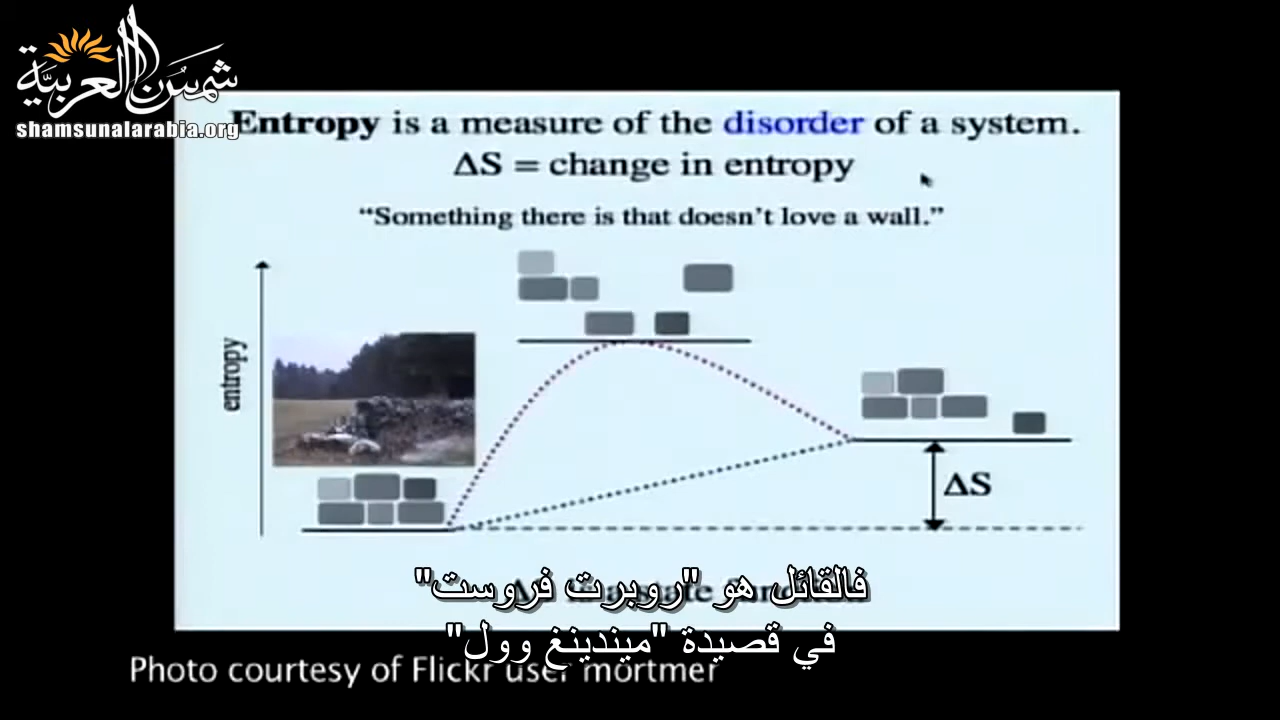 شمس العربية
shamsunalarabia.org
Entropy is a measure of the disorder of a system.
ΔS = change in entropy
“Something there is that doesn’t love a wall.”
entropy
ΔS
فالقائل هو "روبرت فروست"
في قصيدة "ميندينغ وول"
Photo courtesy of Flickr user mortmer